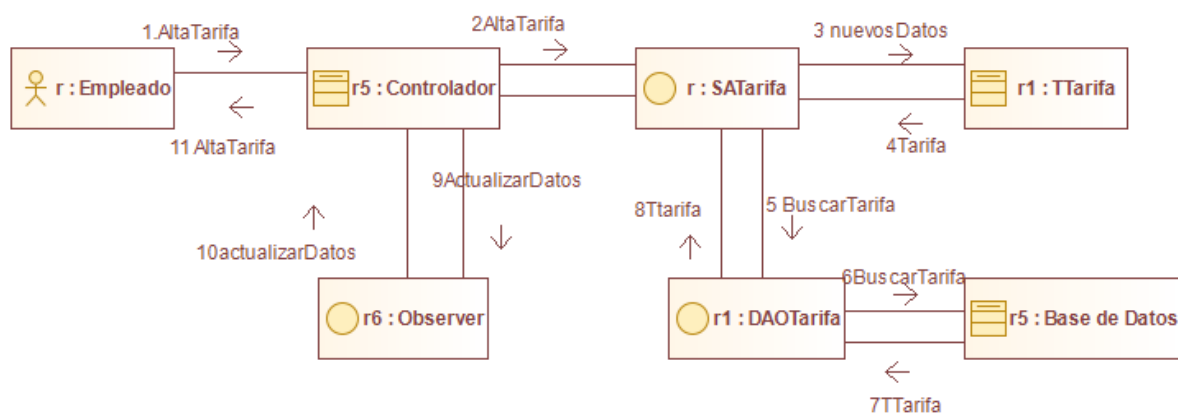 1.AltaTarifa
2AltaTarifa
3 nuevosDatos
r : Empleado
r5 : Controlador
r : SATarifa
r1 : TTarifa
11 AltaTarifa
4Tarifa
9ActualizarDatos
8Ttarifa
5 BuscarTarifa
10actualizarDatos
6BuscarTarifa
r6 : Observer
r1 : DAOTarifa
r5 : Base de Datos
7TTarifa